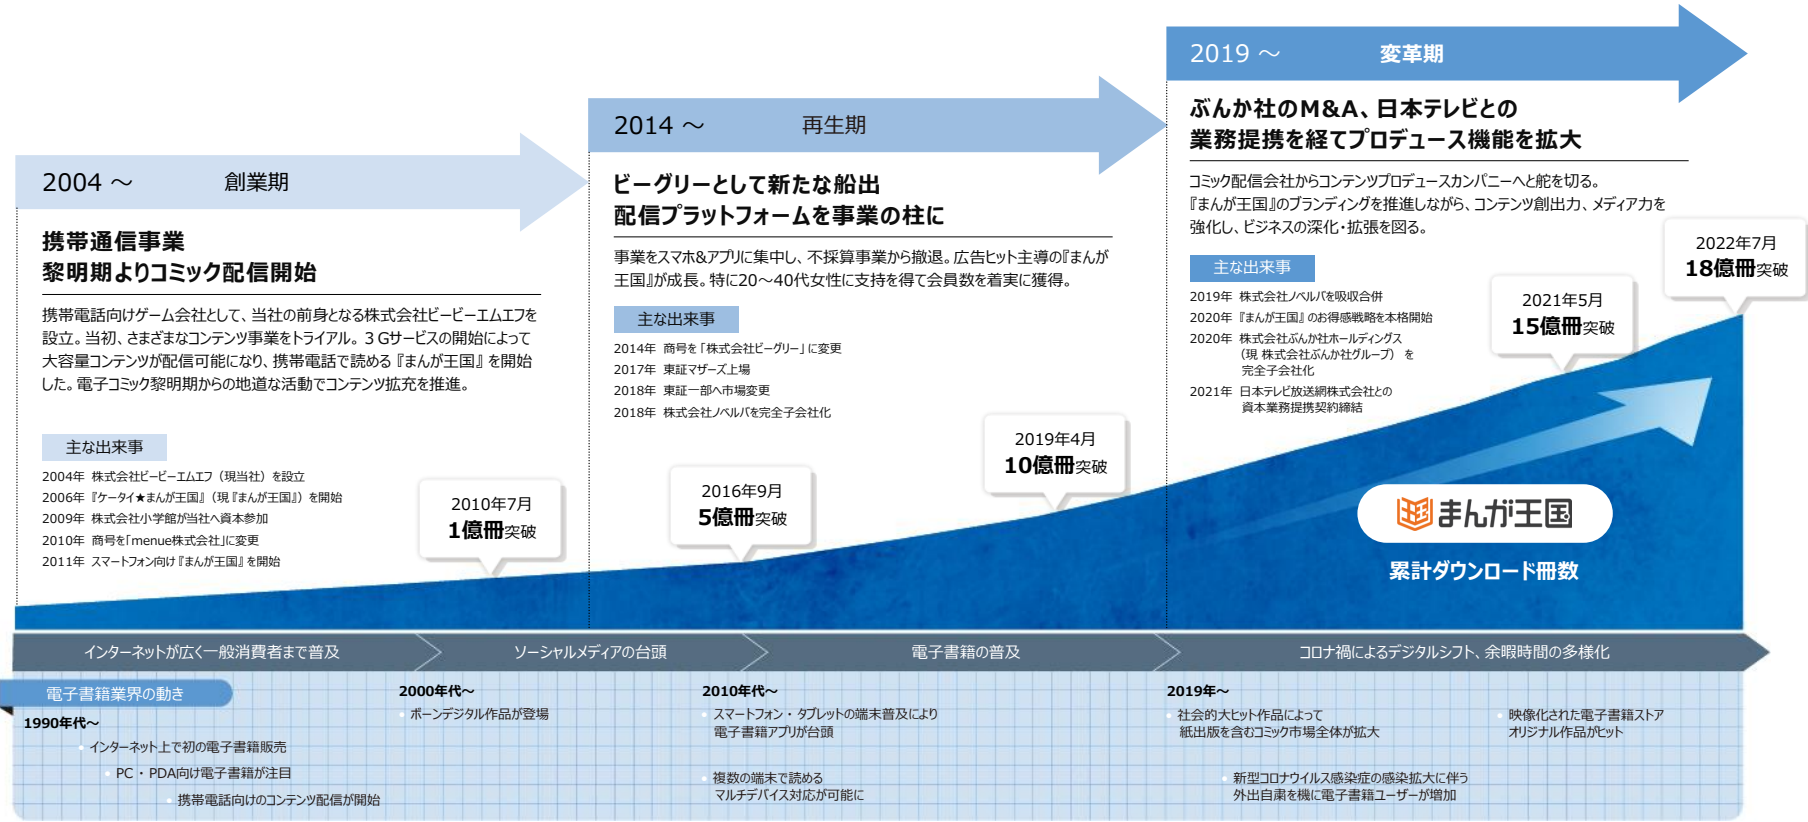 2004 ～ 創業期
携帯通信事業
黎明期よりコミック配信開始
携帯電話向けゲーム会社として、当社の前身となる株式会社ビービーエムエフを
設立。当初、さまざまなコンテンツ事業をトライアル。３Gサービスの開始によって
大容量コンテンツが配信可能になり、携帯電話で読める『まんが王国』を開始
した。電子コミック黎明期からの地道な活動でコンテンツ拡充を推進。
主な出来事
2004年 株式会社ビービーエムエフ（現当社）を設立
2006年『ケータイ★まんが王国』（現『まんが王国』）を開始
2009年 株式会社小学館が当社へ資本参加
2010年 商号を「menue株式会社」に変更
2011年 スマートフォン向け『まんが王国』を開始
2010年7月
1億冊突破
2014 ～ 再生期
ビーグリーとして新たな船出
配信プラットフォームを事業の柱に
事業をスマホ&アプリに集中し、不採算事業から撤退。広告ヒット主導の『まんが
王国』が成長。特に20～40代女性に支持を得て会員数を着実に獲得。
主な出来事
2014年 商号を「株式会社ビーグリー」に変更
2017年 東証マザーズ上場
2018年 東証一部へ市場変更
2018年 株式会社ノベルバを完全子会社化
2016年9月
5億冊突破
2019年4月
10億冊突破
2019 ～ 変革期
ぶんか社のM&A、日本テレビとの
業務提携を経てプロデュース機能を拡大
コミック配信会社からコンテンツプロデュースカンパニーへと舵を切る。
『まんが王国』のブランディングを推進しながら、コンテンツ創出力、メディア力を
強化し、ビジネスの深化・拡張を図る。
主な出来事
2019年 株式会社ノベルバを吸収合併
2020年 『まんが王国』のお得感戦略を本格開始
2020年 株式会社ぶんか社ホールディングス
（現 株式会社ぶんか社グループ） を
完全子会社化
2021年 日本テレビ放送網株式会社との
資本業務提携契約締結
2021年5月
15億冊突破
2022年7月
18億冊突破
まんが王国
累計ダウンロード冊数
インターネットが広く一般消費者まで普及
ソーシャルメディアの台頭
電子書籍の普及
コロナ禍によるデジタルシフト、余暇時間の多様化
電子書籍業界の動き
1990年代～
インターネット上で初の電子書籍販売
PC・PDA向け電子書籍が注目
携帯電話向けのコンテンツ配信が開始
2000年代～
ボーンデジタル作品が登場
2010年代～
スマートフォン・タブレットの端末普及により
電子書籍アプリが台頭
複数の端末で読める
マルチデバイス対応が可能に
2019年～
社会的大ヒット作品によって
紙出版を含むコミック市場全体が拡大
新型コロナウイルス感染症の感染拡大に伴う
外出自粛を機に電子書籍ユーザーが増加
映像化された電子書籍ストア
オリジナル作品がヒット